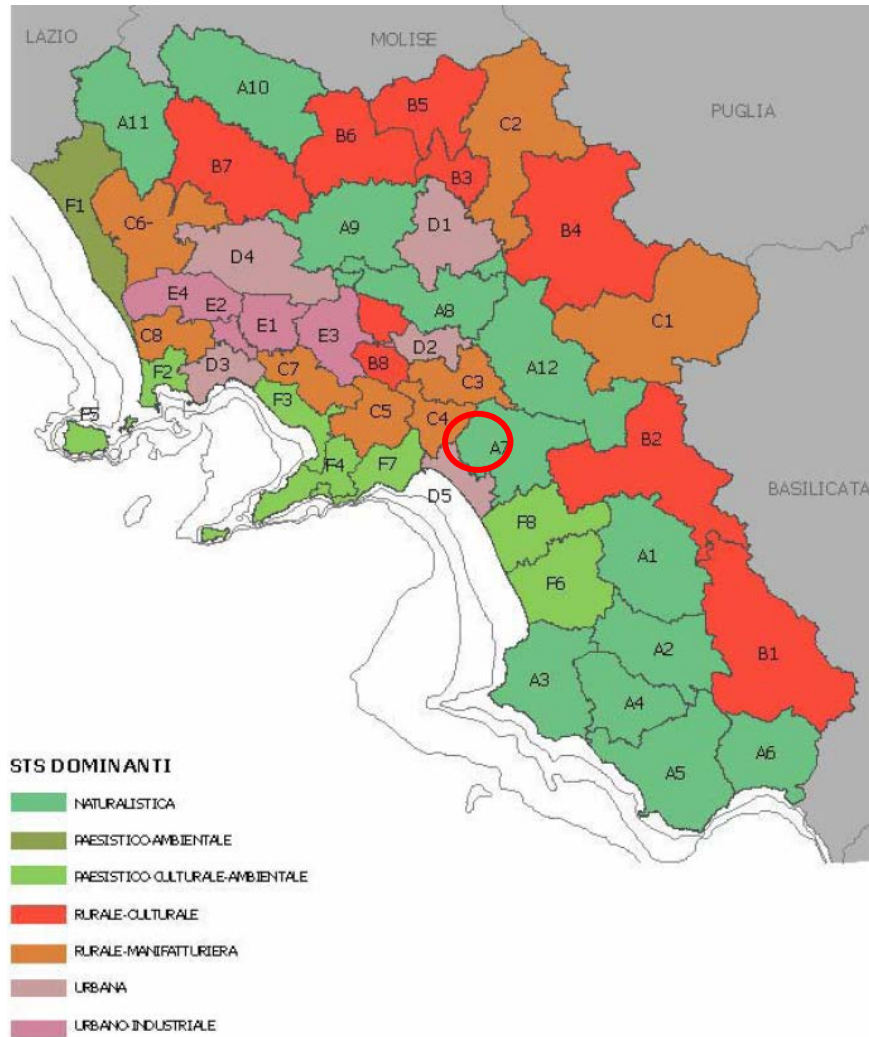 LAZIO
MOLISE
PUGLIA
BASILICATA
A10
A11
B5
C2
B6
B7
B3
F1
C6-
D1
A9
B4
D4
E4
E2
A8
C1
E1
E3
C8
D2
D3
B8
A12
F2
C7
C3
F3
F5
C5
C4
B2
A7
F4
F7
D5
F8
A1
F6
A2
B1
A3
A4
A6
A5
STS DOMINANTI
NATURALISTICA
PAESISTICO-AMBIENTALE
PAESISTICO-CULTURALE-AMBIENTALE
RURALE-CULTURALE
RURALE-MANIFATTURIERA
URBANA
URBANO-INDUSTRIALE